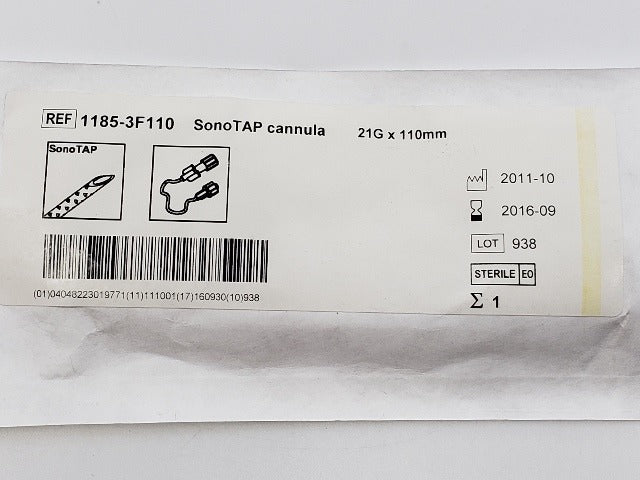 REF 1185-3F110 SonoTAP cannula 21G x 110mm
SonoTAP
2011-10
2016-09
LOT 938
STERILE EO
Σ 1
(01)04048223019771(11)111001(17)160930(10)938